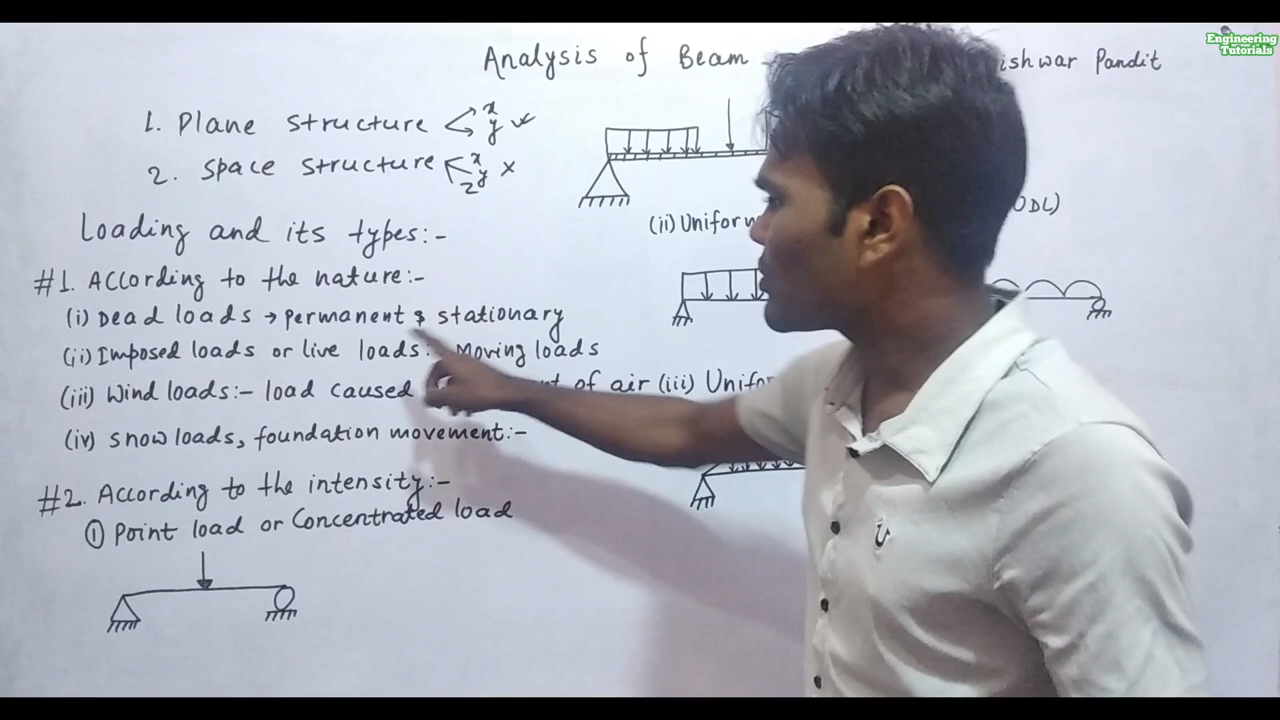 Engineering
Tutorials
Analysis of Beam
ishwar Pandit
1. Plane structure x
y ✓
2. Space structure x
y
z ×
Loading and its types:-
#1. According to the nature:-
(i) Dead loads → permanent & stationary
(ii) Imposed loads or live loads: Moving loads
(iii) Wind loads:- load caused of air
(iv) snow loads, foundation movement:-
#2. According to the intensity:-
① Point load or Concentrated load
(ii) Uniform UDL)
(iii) Unifor